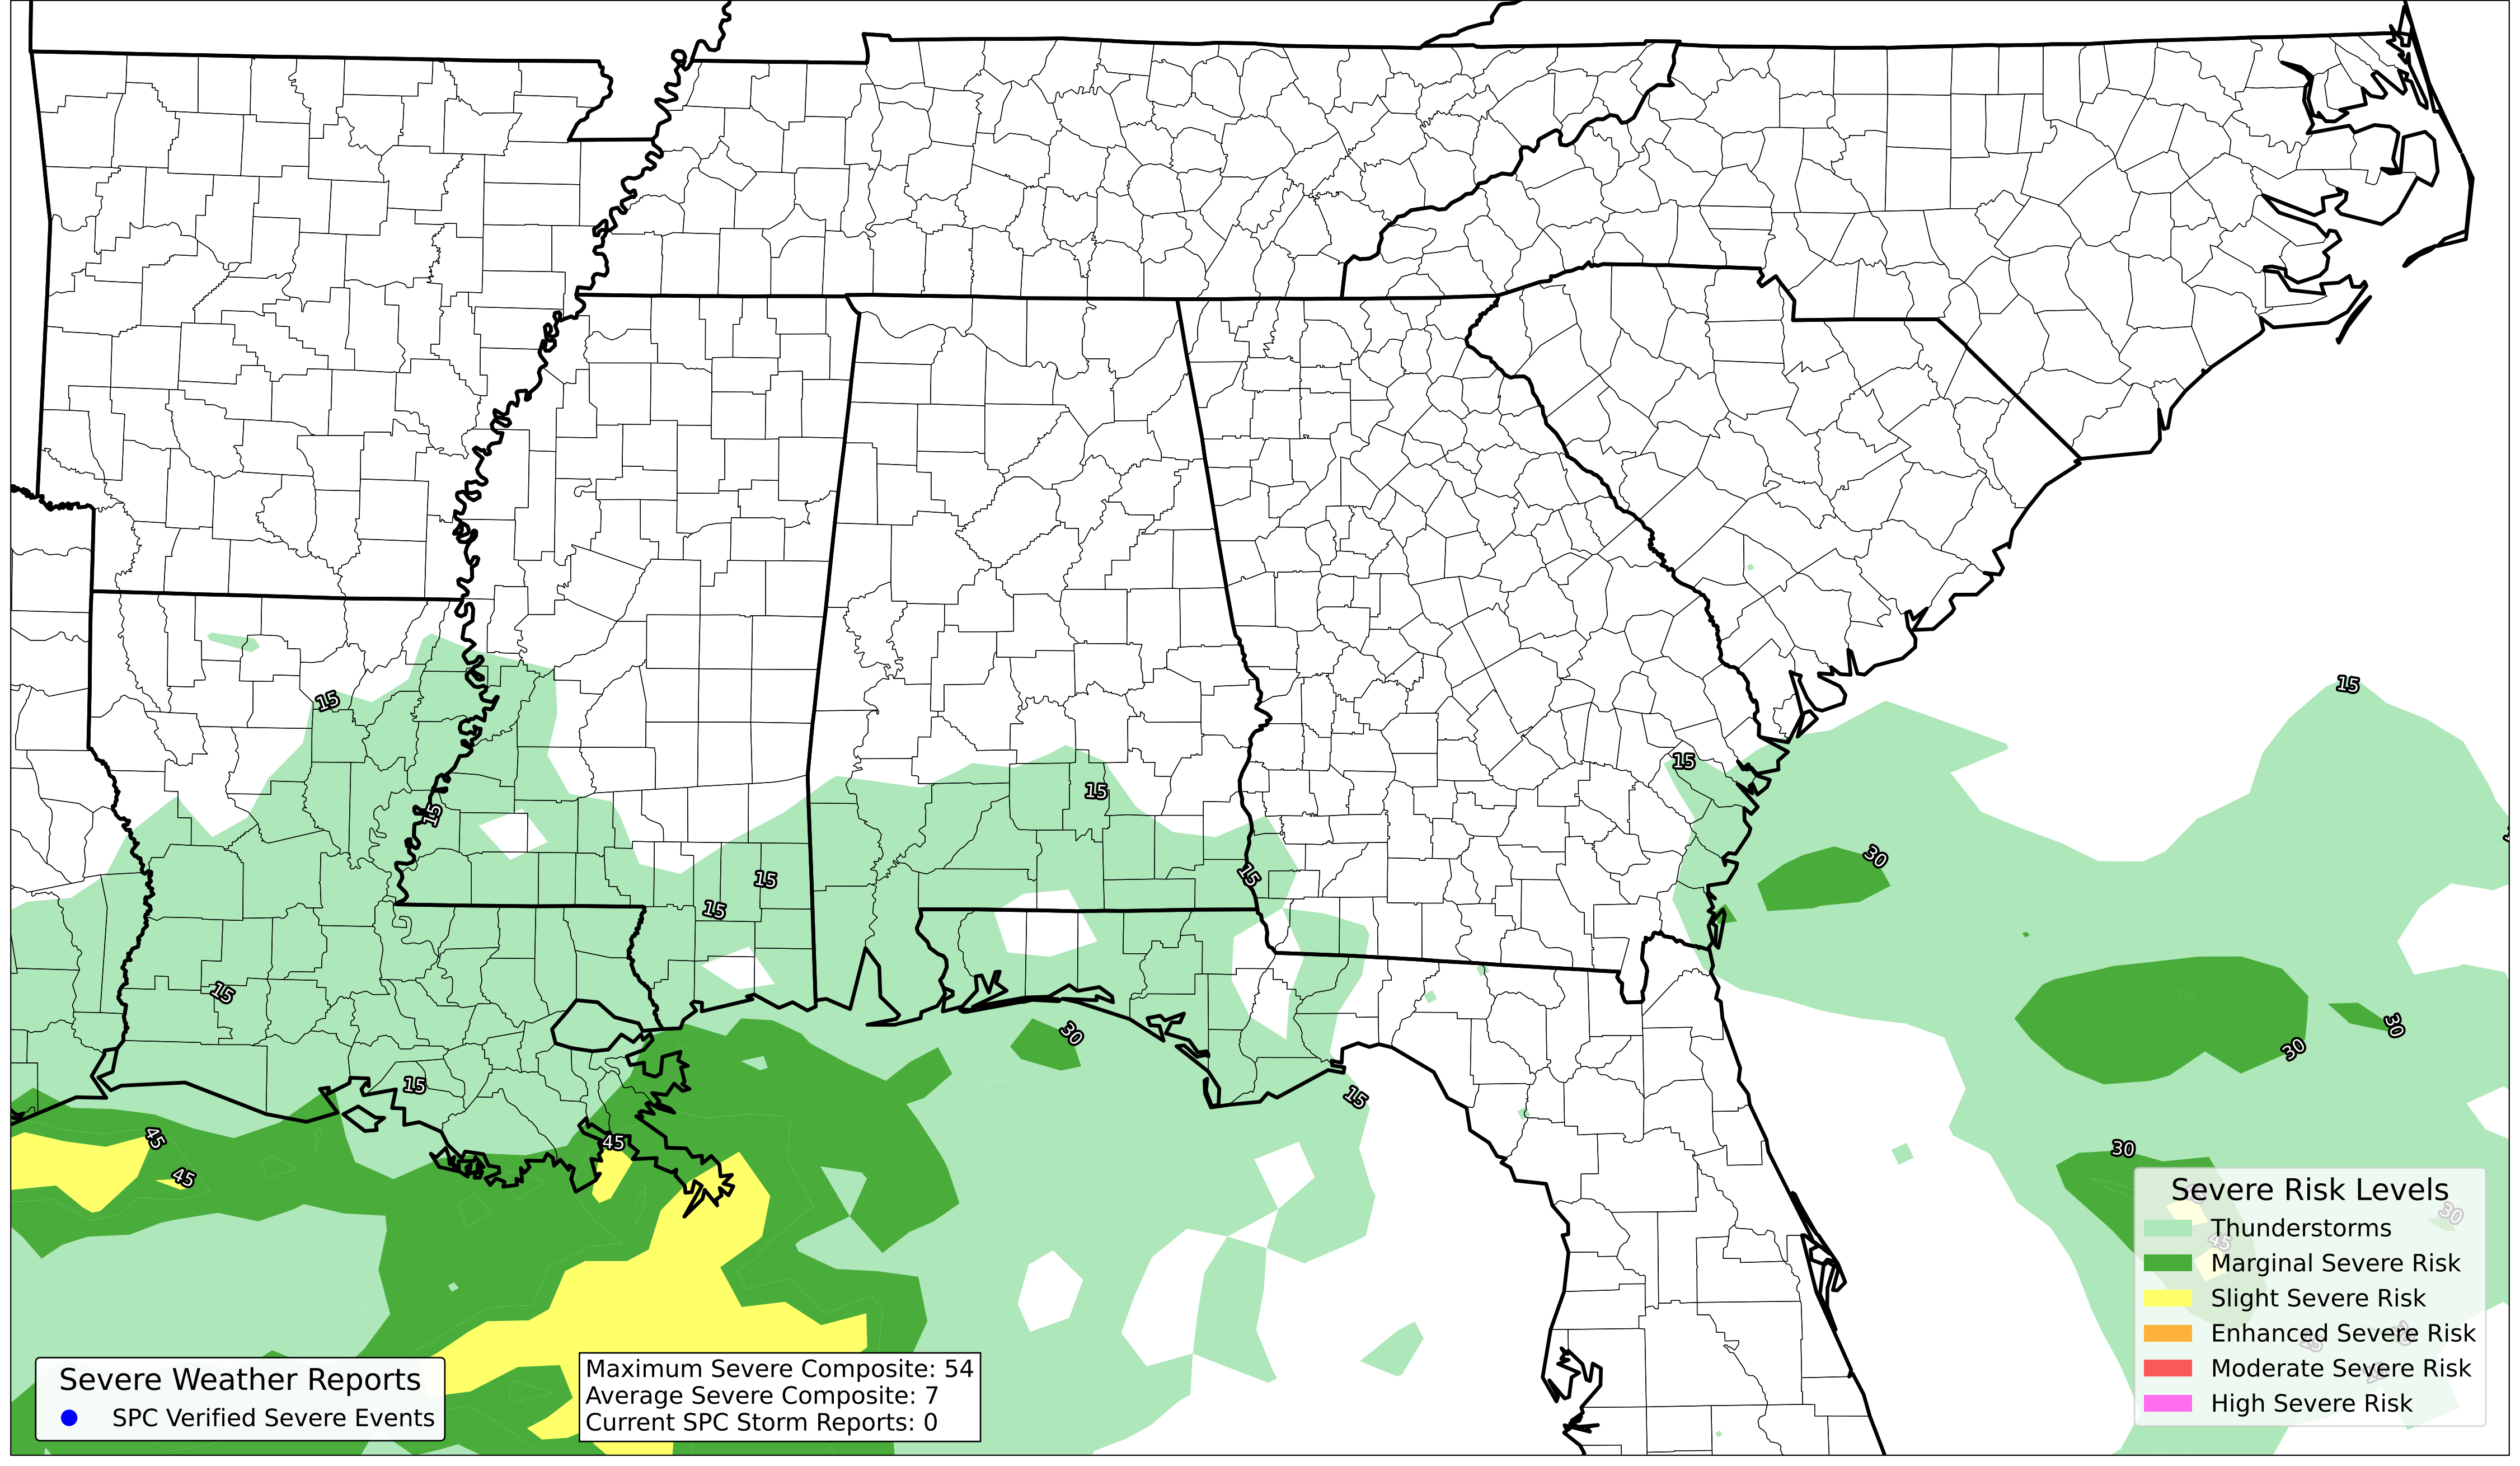 15
15
15
15
15
30
15
15
15
15
15
30
30
30
15
15
45
45
30
45
Severe Risk Levels
30
Thunderstorms
45
Marginal Severe Risk
Slight Severe Risk
Enhanced Severe Risk
Moderate Severe Risk
High Severe Risk
Severe Weather Reports
SPC Verified Severe Events
Maximum Severe Composite: 54
Average Severe Composite: 7
Current SPC Storm Reports: 0